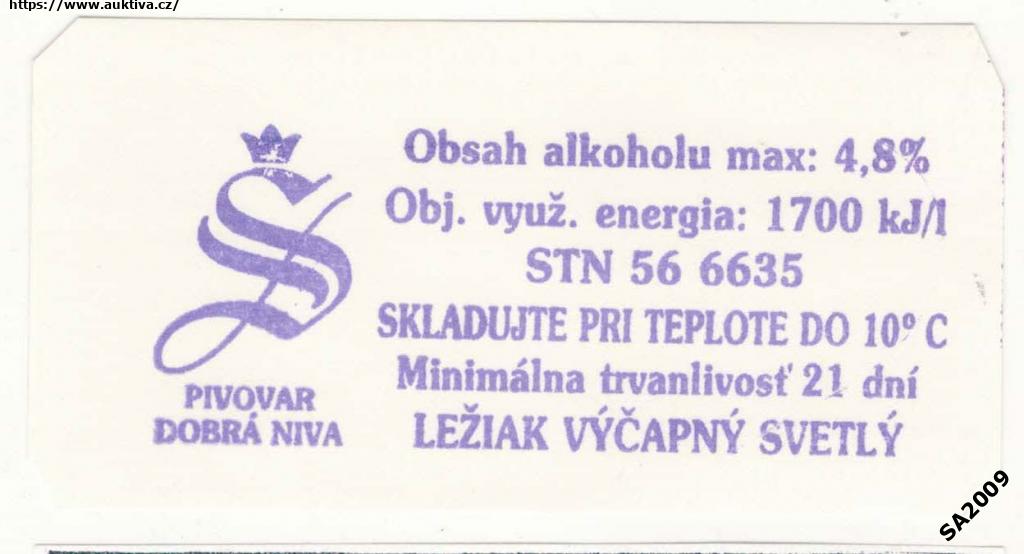 https://www.auktiva.cz/
Obsah alkoholu max: 4,8%
Obj. využ. energia: 1700 kJ/l
STN 56 6635
SKLADUJTE PRI TEPLOTE DO 10° C
Minimálna trvanlivosť 21 dní
LEŽIAK VÝČAPNÝ SVETLÝ
S
PIVOVAR
DOBRÁ NIVA
SA2009